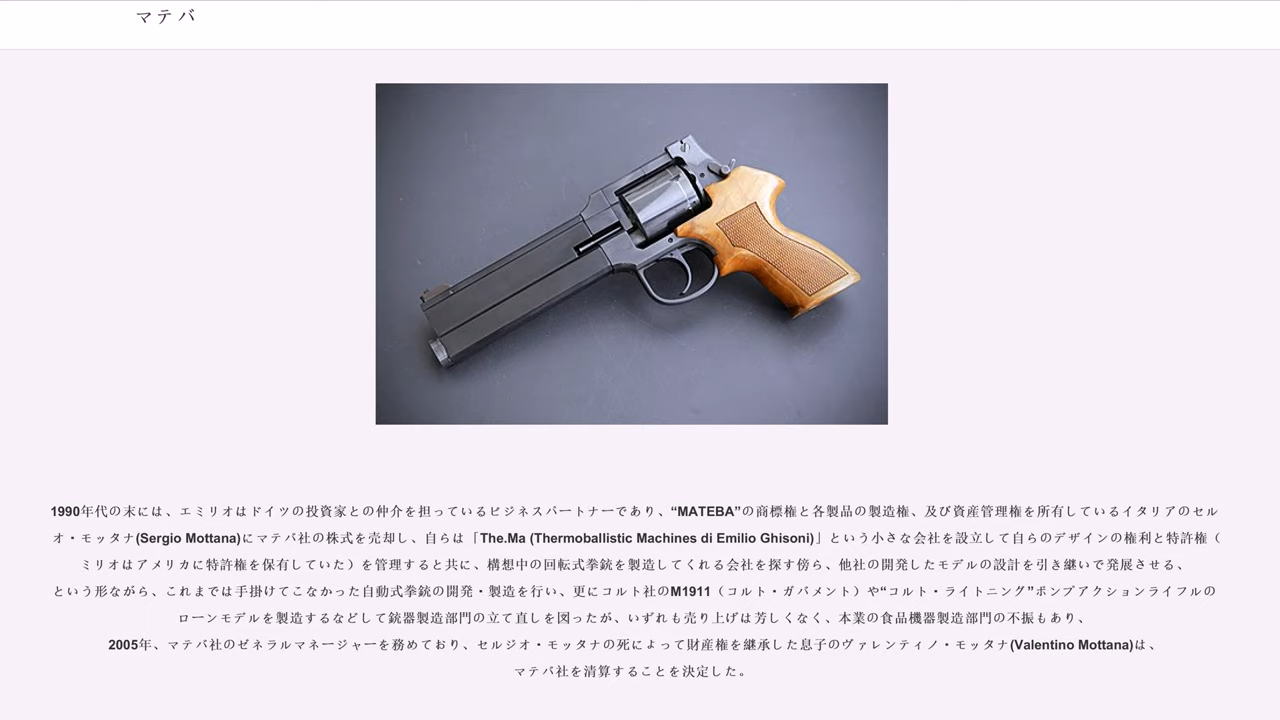 マテバ
1990年代の末には、エミリオはドイツの投資家との仲介を担っているビジネスパートナーであり、“MATEBA”の商標権と各製品の製造権、及び資産管理権を所有しているイタリアのセル
オ・モッタナ(Sergio Mottana)にマテバ社の株式を売却し、自らは「The.Ma (Thermoballistic Machines di Emilio Ghisoni)」という小さな会社を設立して自らのデザインの権利と特許権（
ミリオはアメリカに特許権を保有していた）を管理すると共に、構想中の回転式拳銃を製造してくれる会社を探す傍ら、他社の開発したモデルの設計を引き継いで発展させる、
という形ながら、これまでは手掛けてこなかった自動式拳銃の開発・製造を行い、更にコルト社のM1911（コルト・ガバメント）や“コルト・ライトニング”ポンプアクションライフルの
ローンモデルを製造するなどして銃器製造部門の立て直しを図ったが、いずれも売り上げは芳しくなく、本業の食品機器製造部門の不振もあり、
2005年、マテバ社のゼネラルマネージャーを務めており、セルジオ・モッタナの死によって財産権を継承した息子のヴァレンティノ・モッタナ(Valentino Mottana)は、
マテバ社を清算することを決定した。